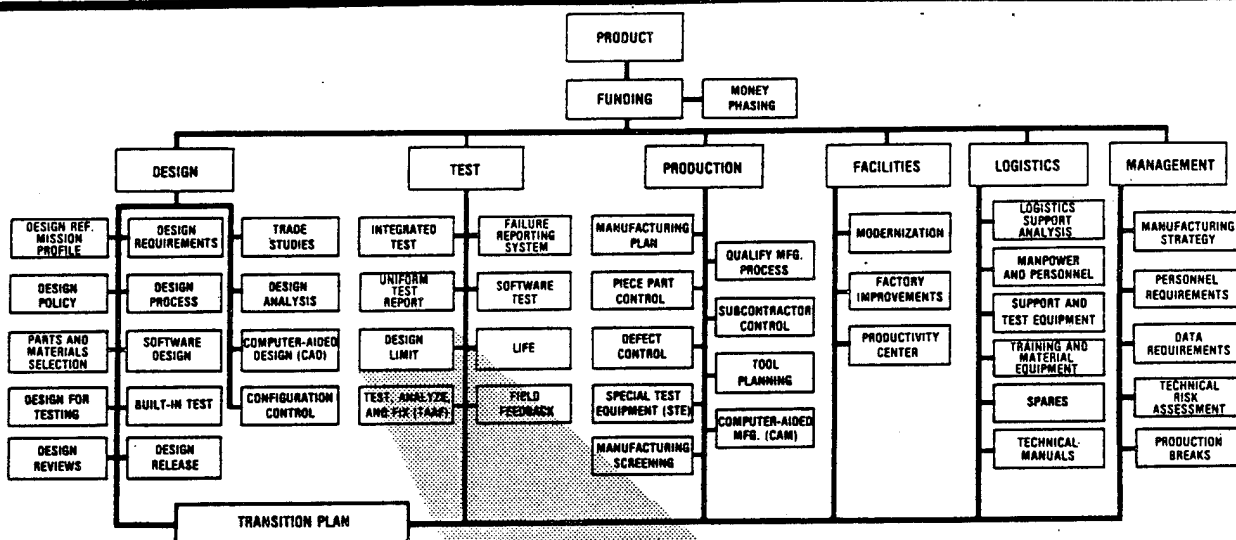 PRODUCT
FUNDING
MONEY
PHASING
DESIGN
TEST
PRODUCTION
FACILITIES
LOGISTICS
MANAGEMENT
DESIGN REF.
MISSION
PROFILE
DESIGN
REQUIREMENTS
TRADE
STUDIES
DESIGN
POLICY
DESIGN
PROCESS
DESIGN
ANALYSIS
PARTS AND
MATERIALS
SELECTION
SOFTWARE
DESIGN
COMPUTER-AIDED
DESIGN (CAD)
DESIGN FOR
TESTING
BUILT-IN TEST
CONFIGURATION
CONTROL
DESIGN
REVIEWS
DESIGN
RELEASE
INTEGRATED
TEST
FAILURE
REPORTING
SYSTEM
UNIFORM
TEST
REPORT
SOFTWARE
TEST
DESIGN
LIMIT
LIFE
TEST, ANALYZE,
AND FIX (TAAF)
FIELD
FEEDBACK
MANUFACTURING
PLAN
QUALIFY MFG.
PROCESS
PIECE PART
CONTROL
SUBCONTRACTOR
CONTROL
DEFECT
CONTROL
TOOL
PLANNING
SPECIAL TEST
EQUIPMENT (STE)
COMPUTER-AIDED
MFG. (CAM)
MANUFACTURING
SCREENING
MODERNIZATION
FACTORY
IMPROVEMENTS
PRODUCTIVITY
CENTER
LOGISTICS
SUPPORT
ANALYSIS
MANPOWER
AND PERSONNEL
SUPPORT AND
TEST EQUIPMENT
TRAINING AND
MATERIAL
EQUIPMENT
SPARES
TECHNICAL
MANUALS
MANUFACTURING
STRATEGY
PERSONNEL
REQUIREMENTS
DATA
REQUIREMENTS
TECHNICAL
RISK
ASSESSMENT
PRODUCTION
BREAKS
TRANSITION PLAN